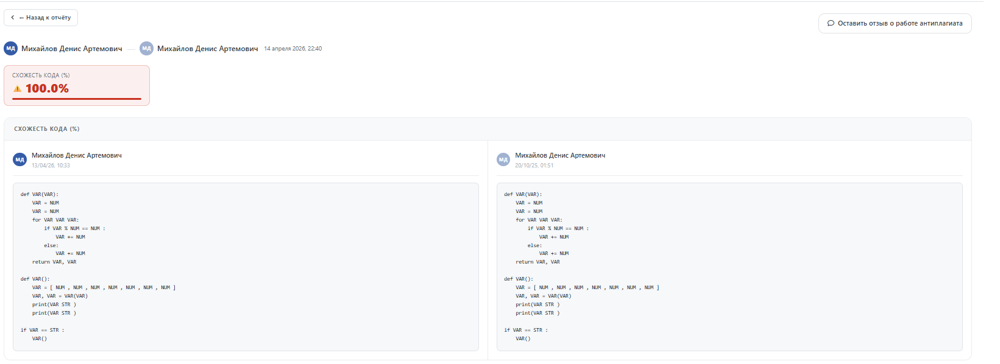 ← Назад к отчёту
Оставить отзыв о работе антиплагиата
МД Михайлов Денис Артемович — МД Михайлов Денис Артемович 14 апреля 2026, 22:40
СХОЖЕСТЬ КОДА (%)
100.0%
СХОЖЕСТЬ КОДА (%)
МД Михайлов Денис Артемович
13/04/26, 10:33
def VAR(VAR):
    VAR = NUM
    VAR = NUM
    for VAR VAR VAR:
        if VAR % NUM == NUM :
            VAR += NUM
        else:
            VAR += NUM
    return VAR, VAR
def VAR():
    VAR = [ NUM , NUM , NUM , NUM , NUM , NUM , NUM ]
    VAR, VAR = VAR(VAR)
    print(VAR STR )
    print(VAR STR )
if VAR == STR :
    VAR()
МД Михайлов Денис Артемович
20/10/25, 01:51
def VAR(VAR):
    VAR = NUM
    VAR = NUM
    for VAR VAR VAR:
        if VAR % NUM == NUM :
            VAR += NUM
        else:
            VAR += NUM
    return VAR, VAR
def VAR():
    VAR = [ NUM , NUM , NUM , NUM , NUM , NUM , NUM ]
    VAR, VAR = VAR(VAR)
    print(VAR STR )
    print(VAR STR )
if VAR == STR :
    VAR()